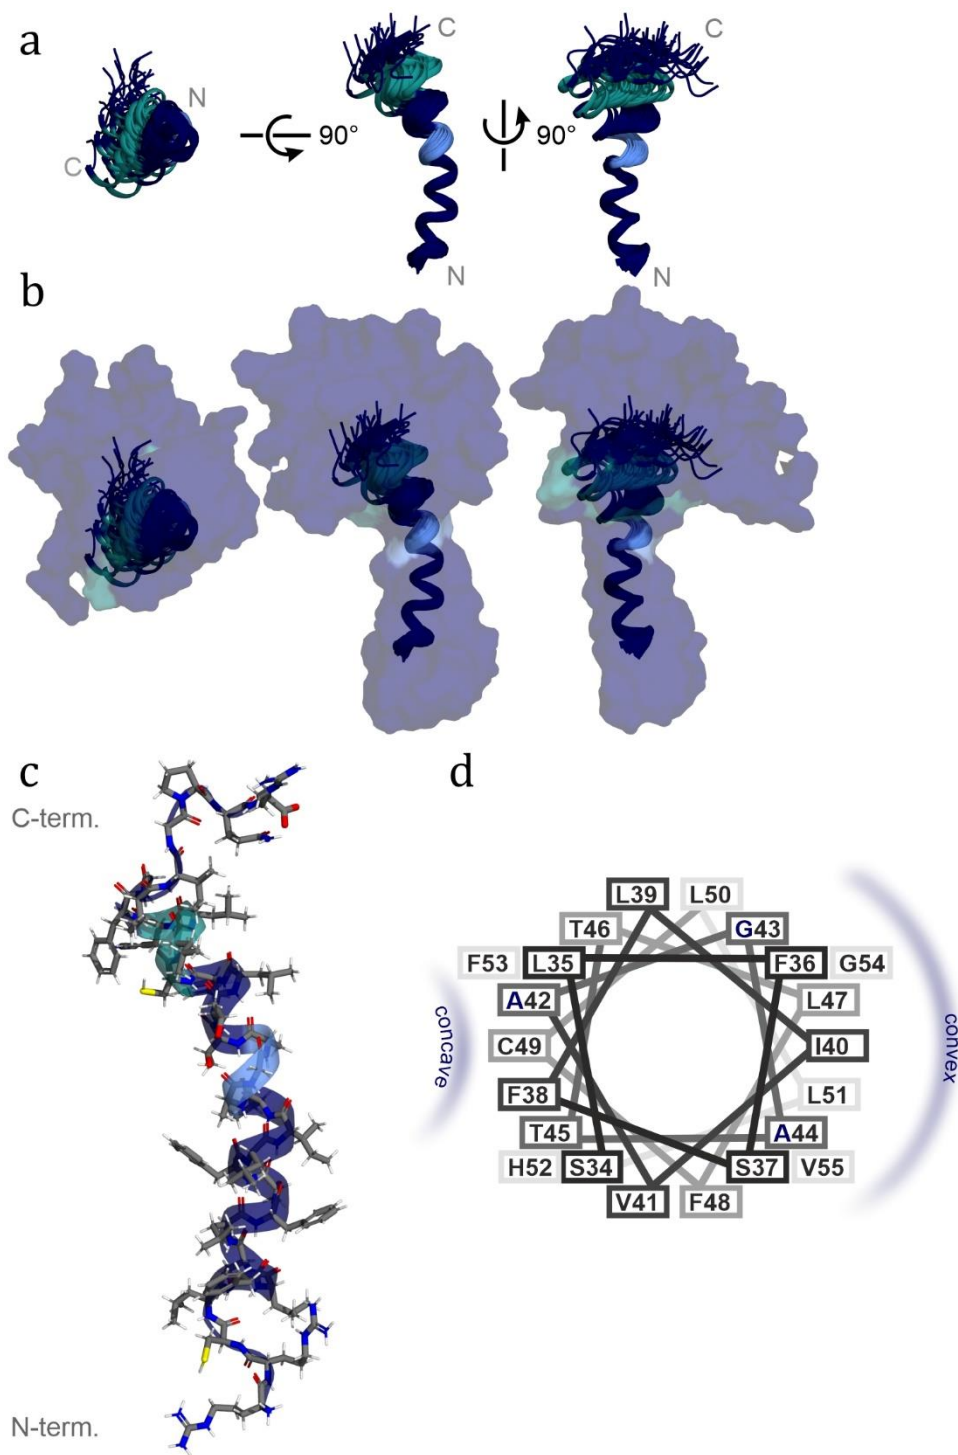 a
N
C
90°
C
N
90°
C
N
b
c
C-term.
N-term.
d
L39 L50
T46 G43
F53 L35 F36 G54
A42 L47
C49 I40
F38 L51
T45 A44
H52 S34 S37 V55
V41 F48
concave
convex